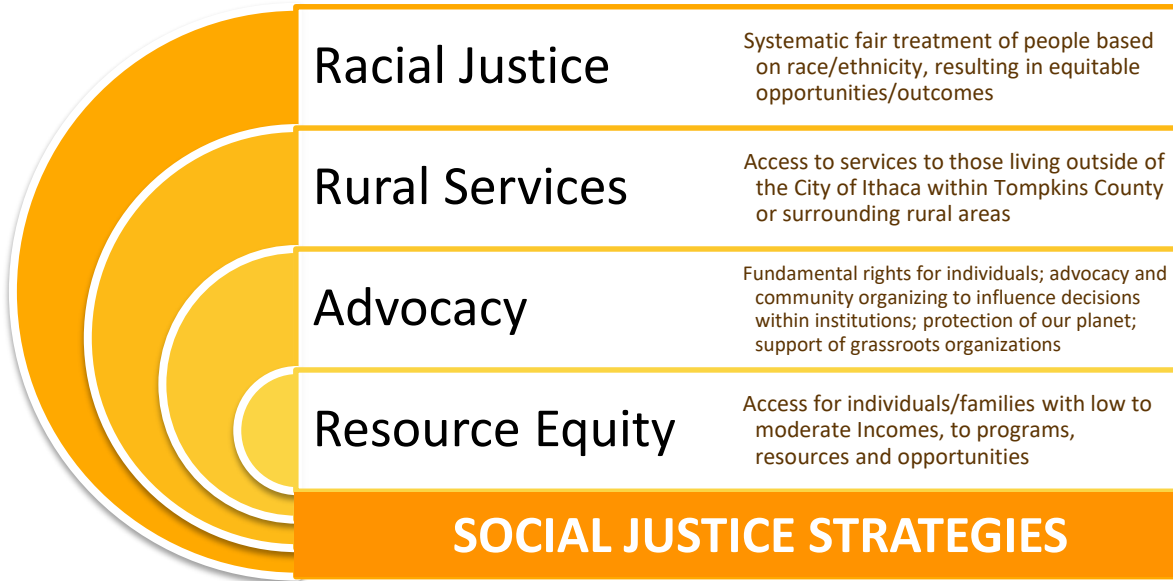 Racial Justice
Systematic fair treatment of people based
on race/ethnicity, resulting in equitable
opportunities/outcomes
Rural Services
Access to services to those living outside of
the City of Ithaca within Tompkins County
or surrounding rural areas
Advocacy
Fundamental rights for individuals; advocacy and
community organizing to influence decisions
within institutions; protection of our planet;
support of grassroots organizations
Resource Equity
Access for individuals/families with low to
moderate Incomes, to programs,
resources and opportunities
SOCIAL JUSTICE STRATEGIES